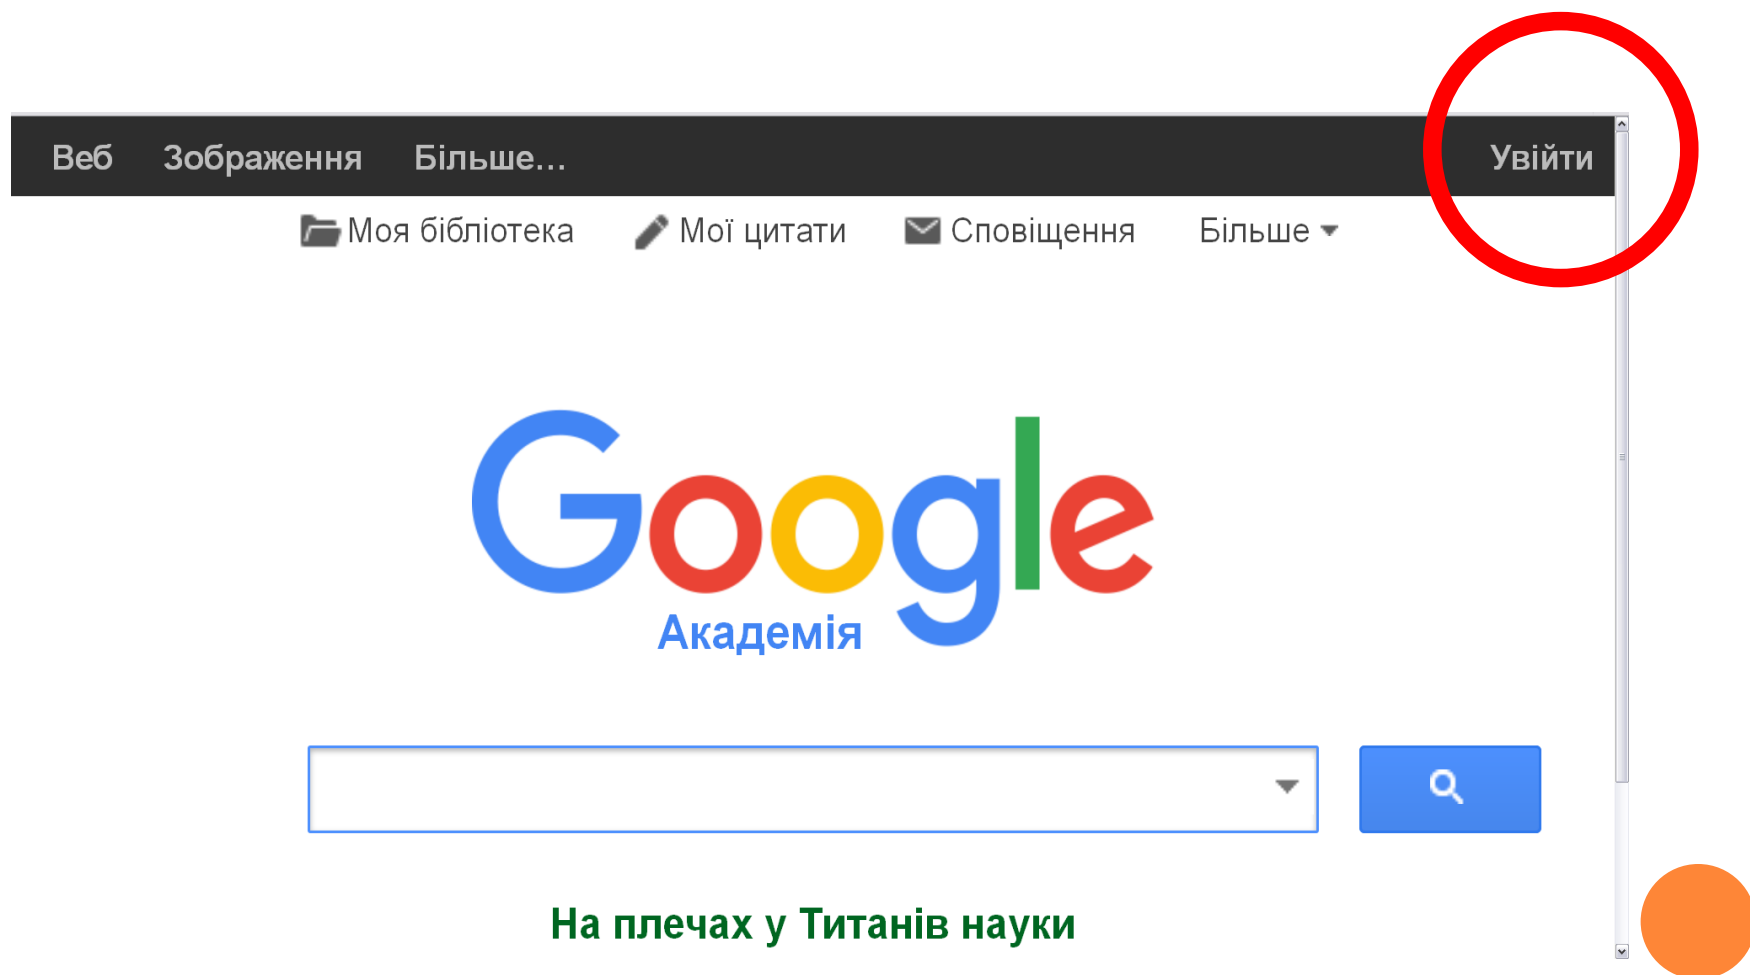 Веб Зображення Більше... Увійти
Моя бібліотека Мої цитати Сповіщення Більше
Google
Академія
На плечах у Титанів науки